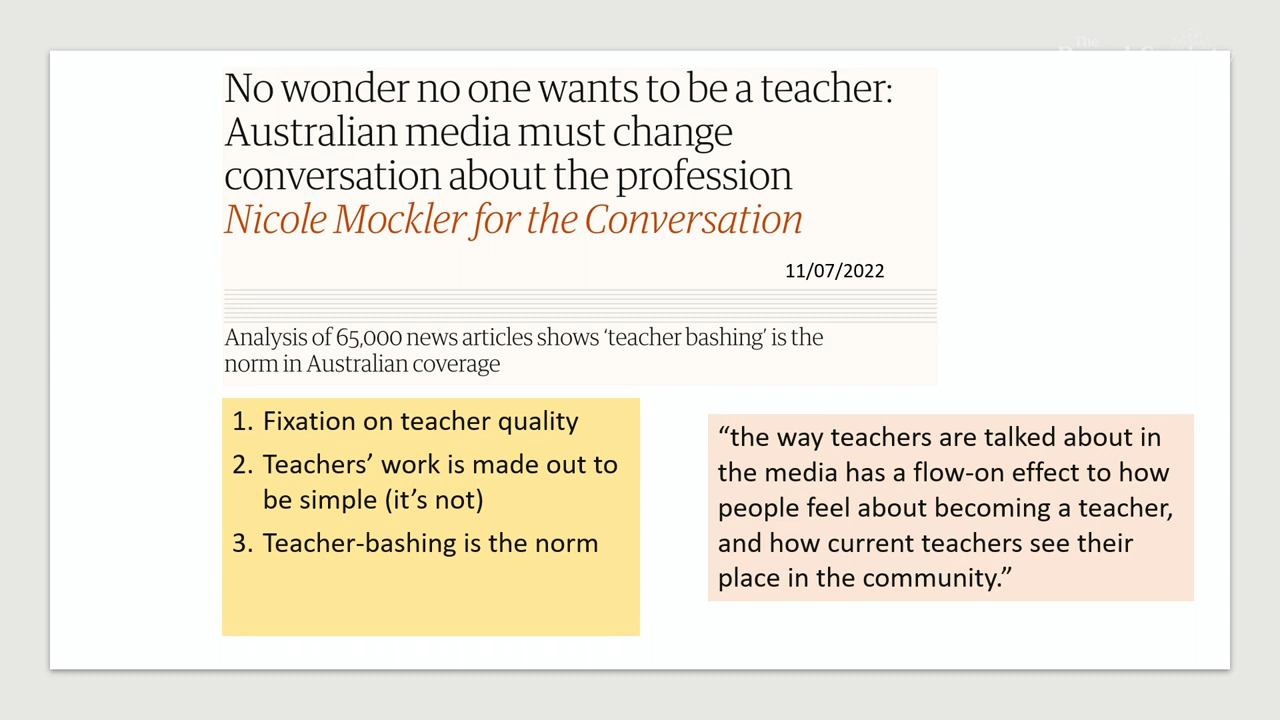 The
No wonder no one wants to be a teacher:
Australian media must change
conversation about the profession
Nicole Mockler for the Conversation
11/07/2022
Analysis of 65,000 news articles shows ‘teacher bashing’ is the
norm in Australian coverage
1. Fixation on teacher quality
2. Teachers’ work is made out to
be simple (it’s not)
3. Teacher-bashing is the norm
“the way teachers are talked about in
the media has a flow-on effect to how
people feel about becoming a teacher,
and how current teachers see their
place in the community.”